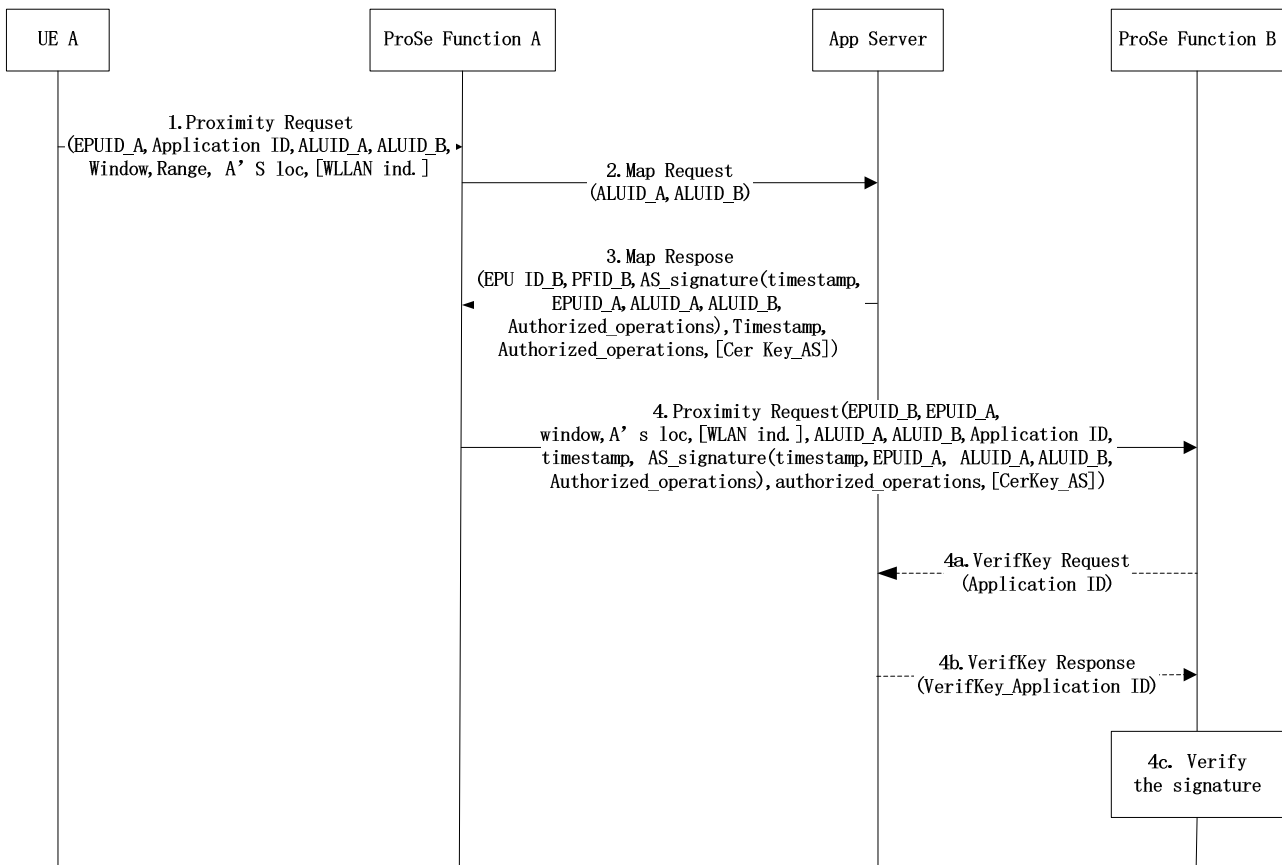 UE A
ProSe Function A
App Server
ProSe Function B
1.Proximity Requset
(EPUID_A,Application ID,ALUID_A,ALUID_B,
Window,Range, A’S loc,[WLLAN ind.]
2.Map Request
(ALUID_A,ALUID_B)
3.Map Respose
(EPU ID_B,PFID_B,AS_signature(timestamp,
EPUID_A,ALUID_A,ALUID_B,
Authorized_operations),Timestamp,
Authorized_operations,[Cer Key_AS])
4.Proximity Request(EPUID_B,EPUID_A,
window,A’s loc,[WLAN ind.],ALUID_A,ALUID_B,Application ID,
timestamp, AS_signature(timestamp,EPUID_A, ALUID_A,ALUID_B,
Authorized_operations),authorized_operations,[CerKey_AS])
4a.VerifKey Request
(Application ID)
4b.VerifKey Response
(VerifKey_Application ID)
4c. Verify
the signature